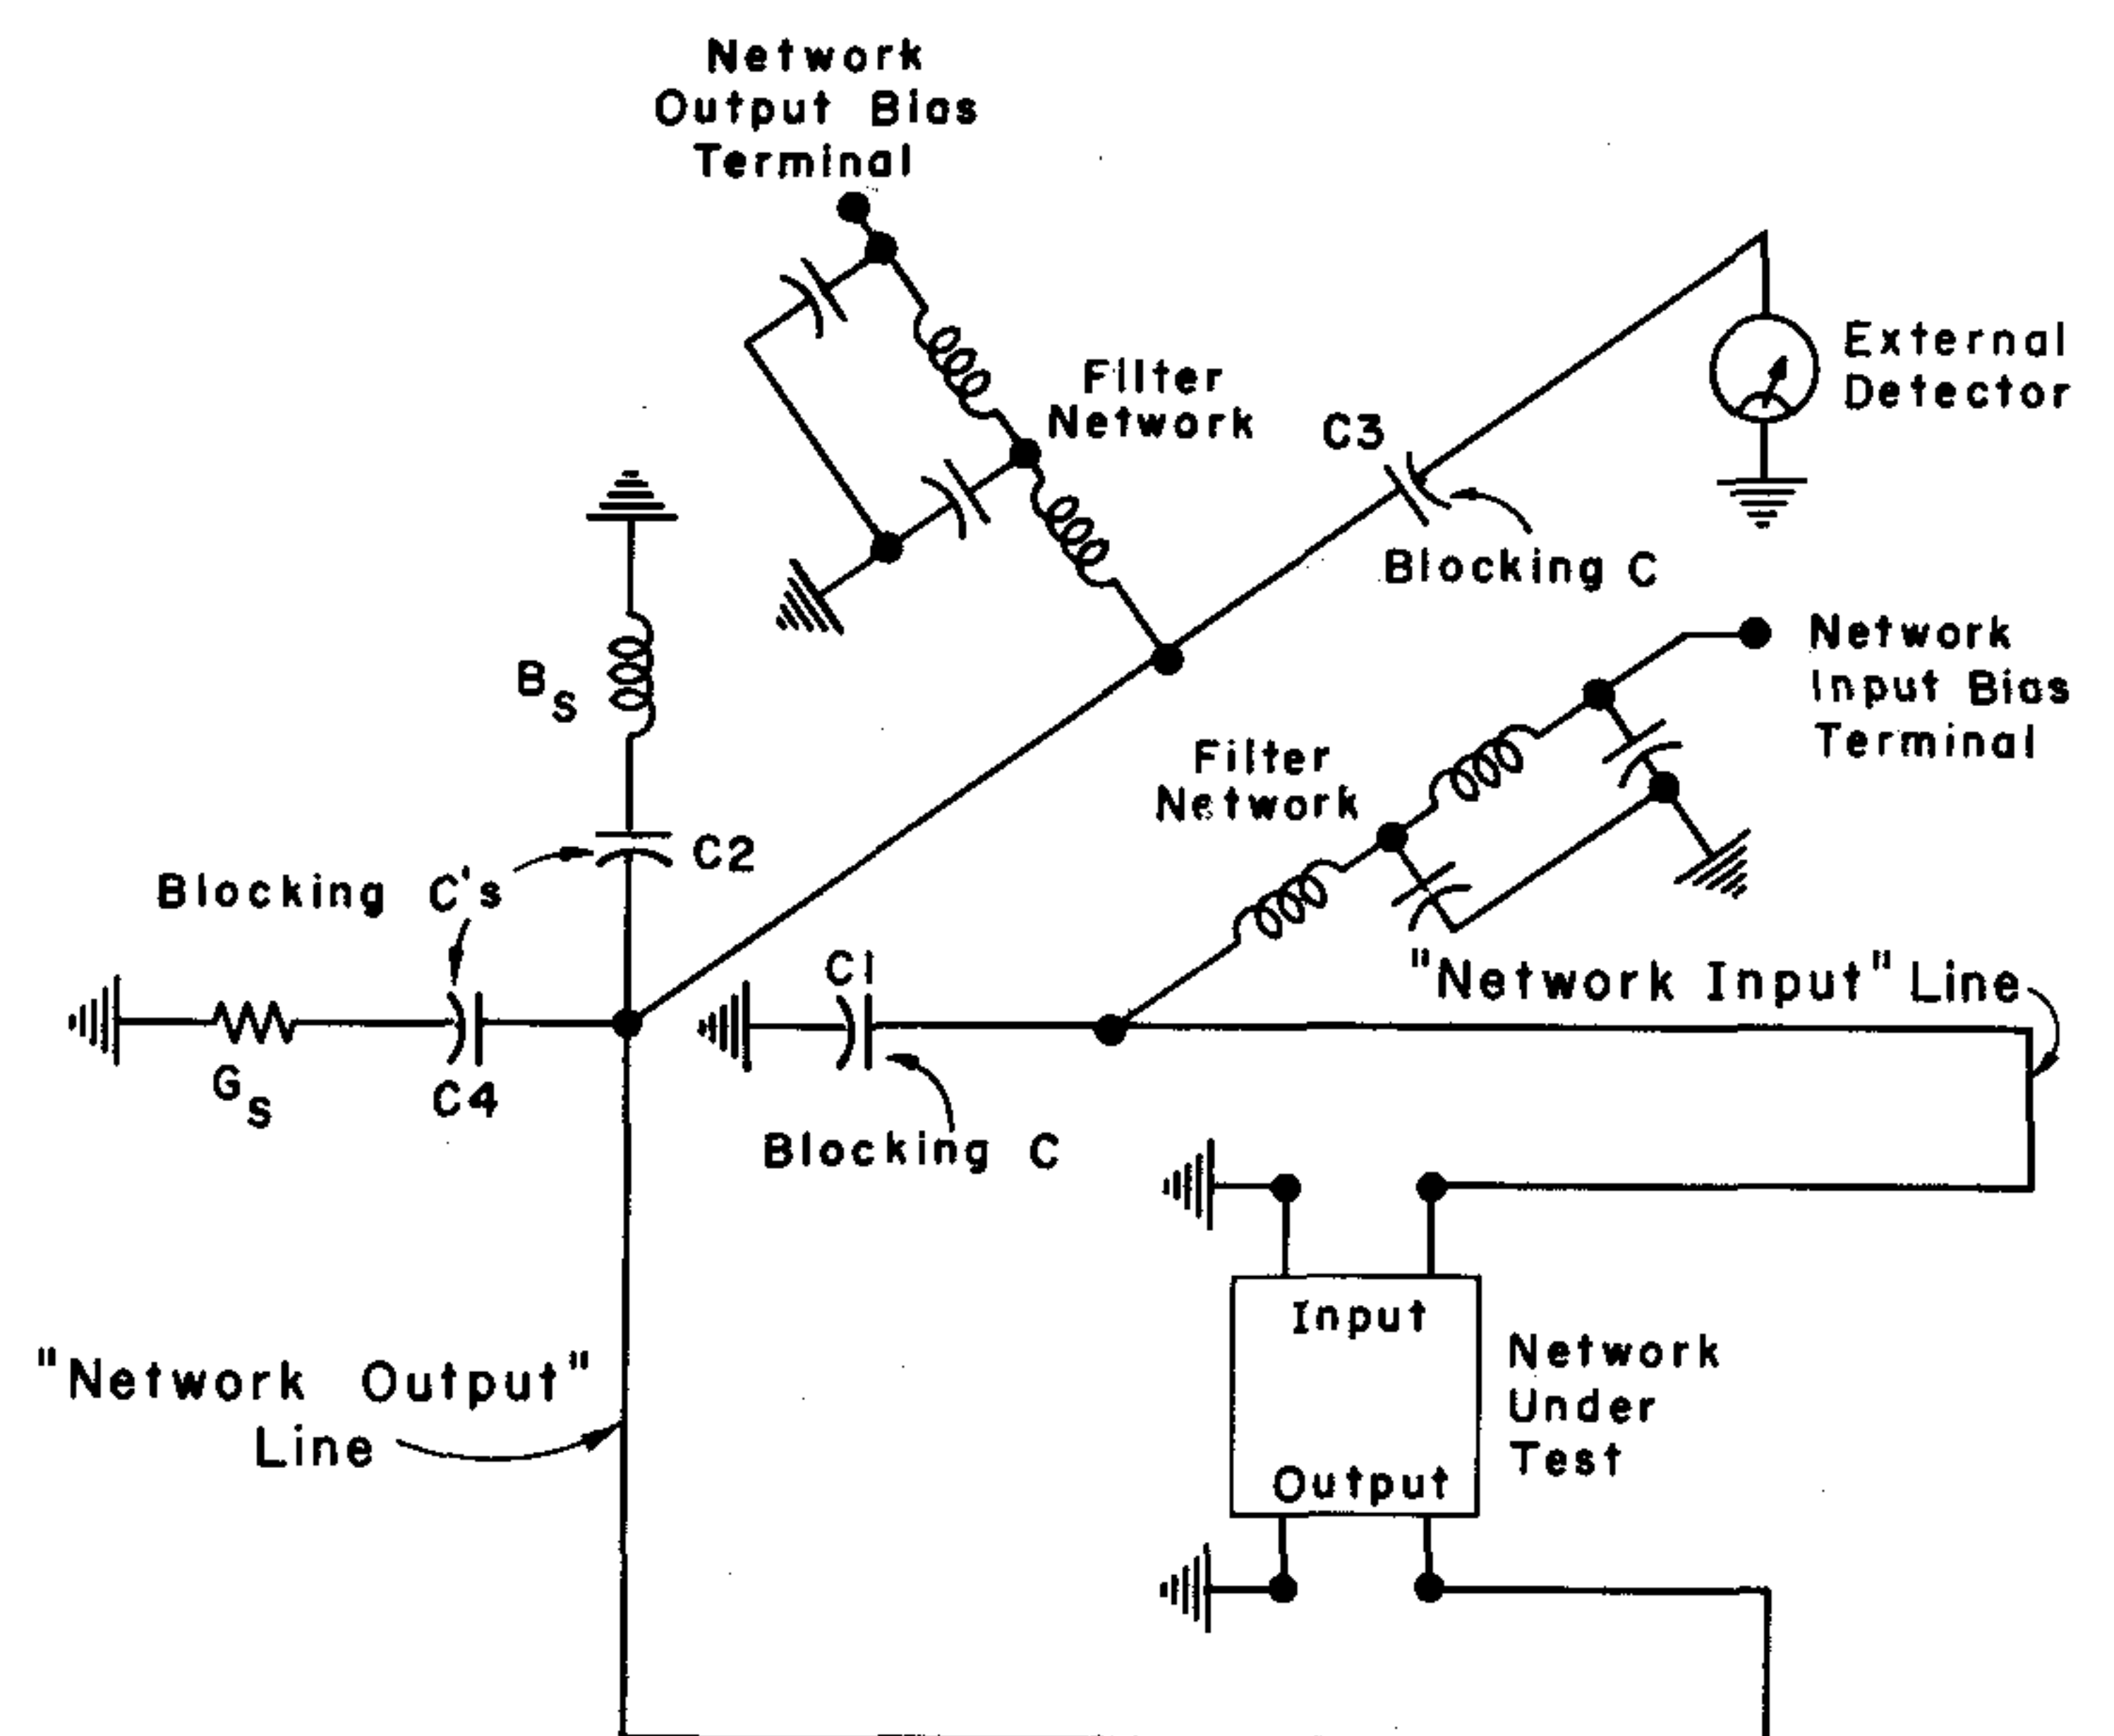 Network
Output Bias
Terminal
External
Detector
Filter
Network
C3
Blocking C
Network
Input Bias
Terminal
B S
Filter
Network
C2
Blocking C's
"Network Input" Line
C1
G S
C4
Blocking C
Input
Network
Under
Test
"Network Output"
Line
Output